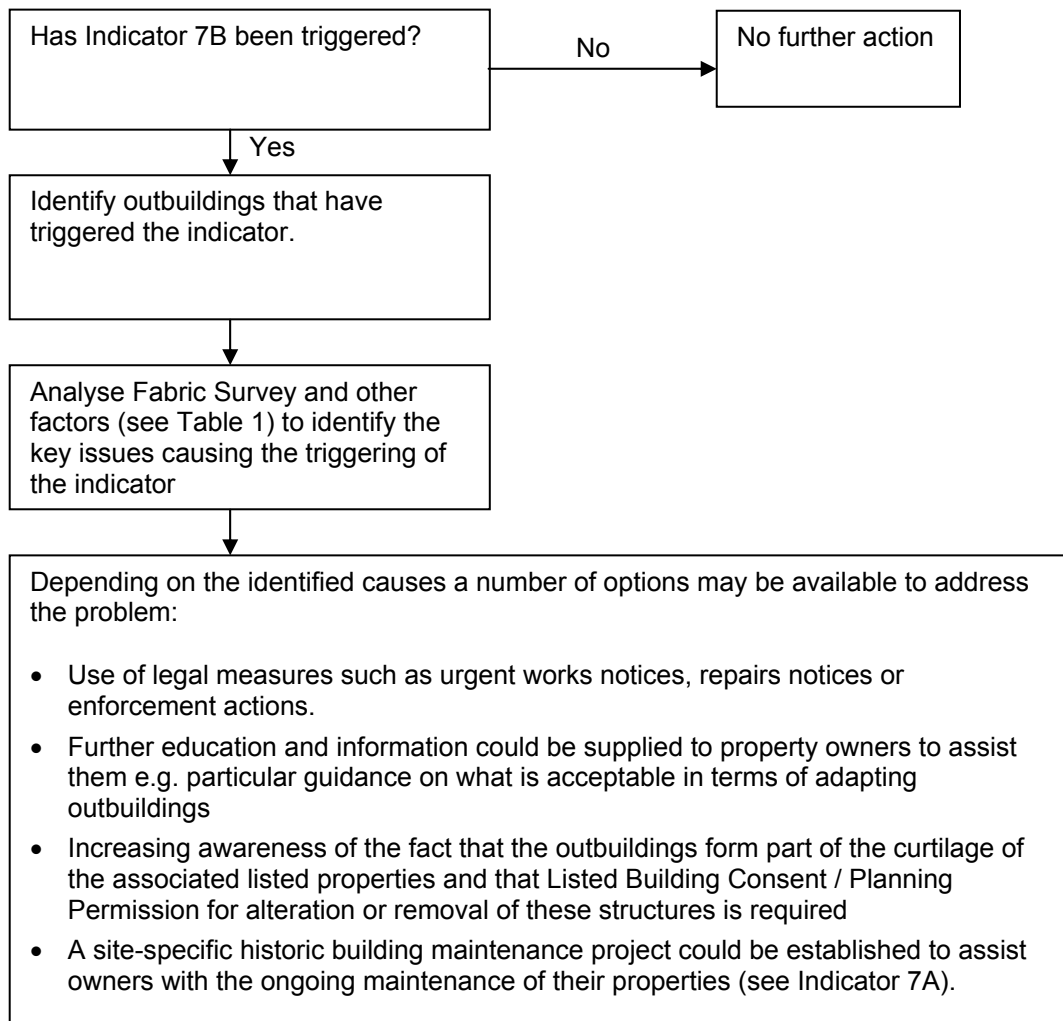 Has Indicator 7B been triggered?
No
No further action
Yes
Identify outbuildings that have
triggered the indicator.
Analyse Fabric Survey and other
factors (see Table 1) to identify the
key issues causing the triggering of
the indicator
Depending on the identified causes a number of options may be available to address
the problem:
• Use of legal measures such as urgent works notices, repairs notices or
enforcement actions.
• Further education and information could be supplied to property owners to assist
them e.g. particular guidance on what is acceptable in terms of adapting
outbuildings
• Increasing awareness of the fact that the outbuildings form part of the curtilage of
the associated listed properties and that Listed Building Consent / Planning
Permission for alteration or removal of these structures is required
• A site-specific historic building maintenance project could be established to assist
owners with the ongoing maintenance of their properties (see Indicator 7A).